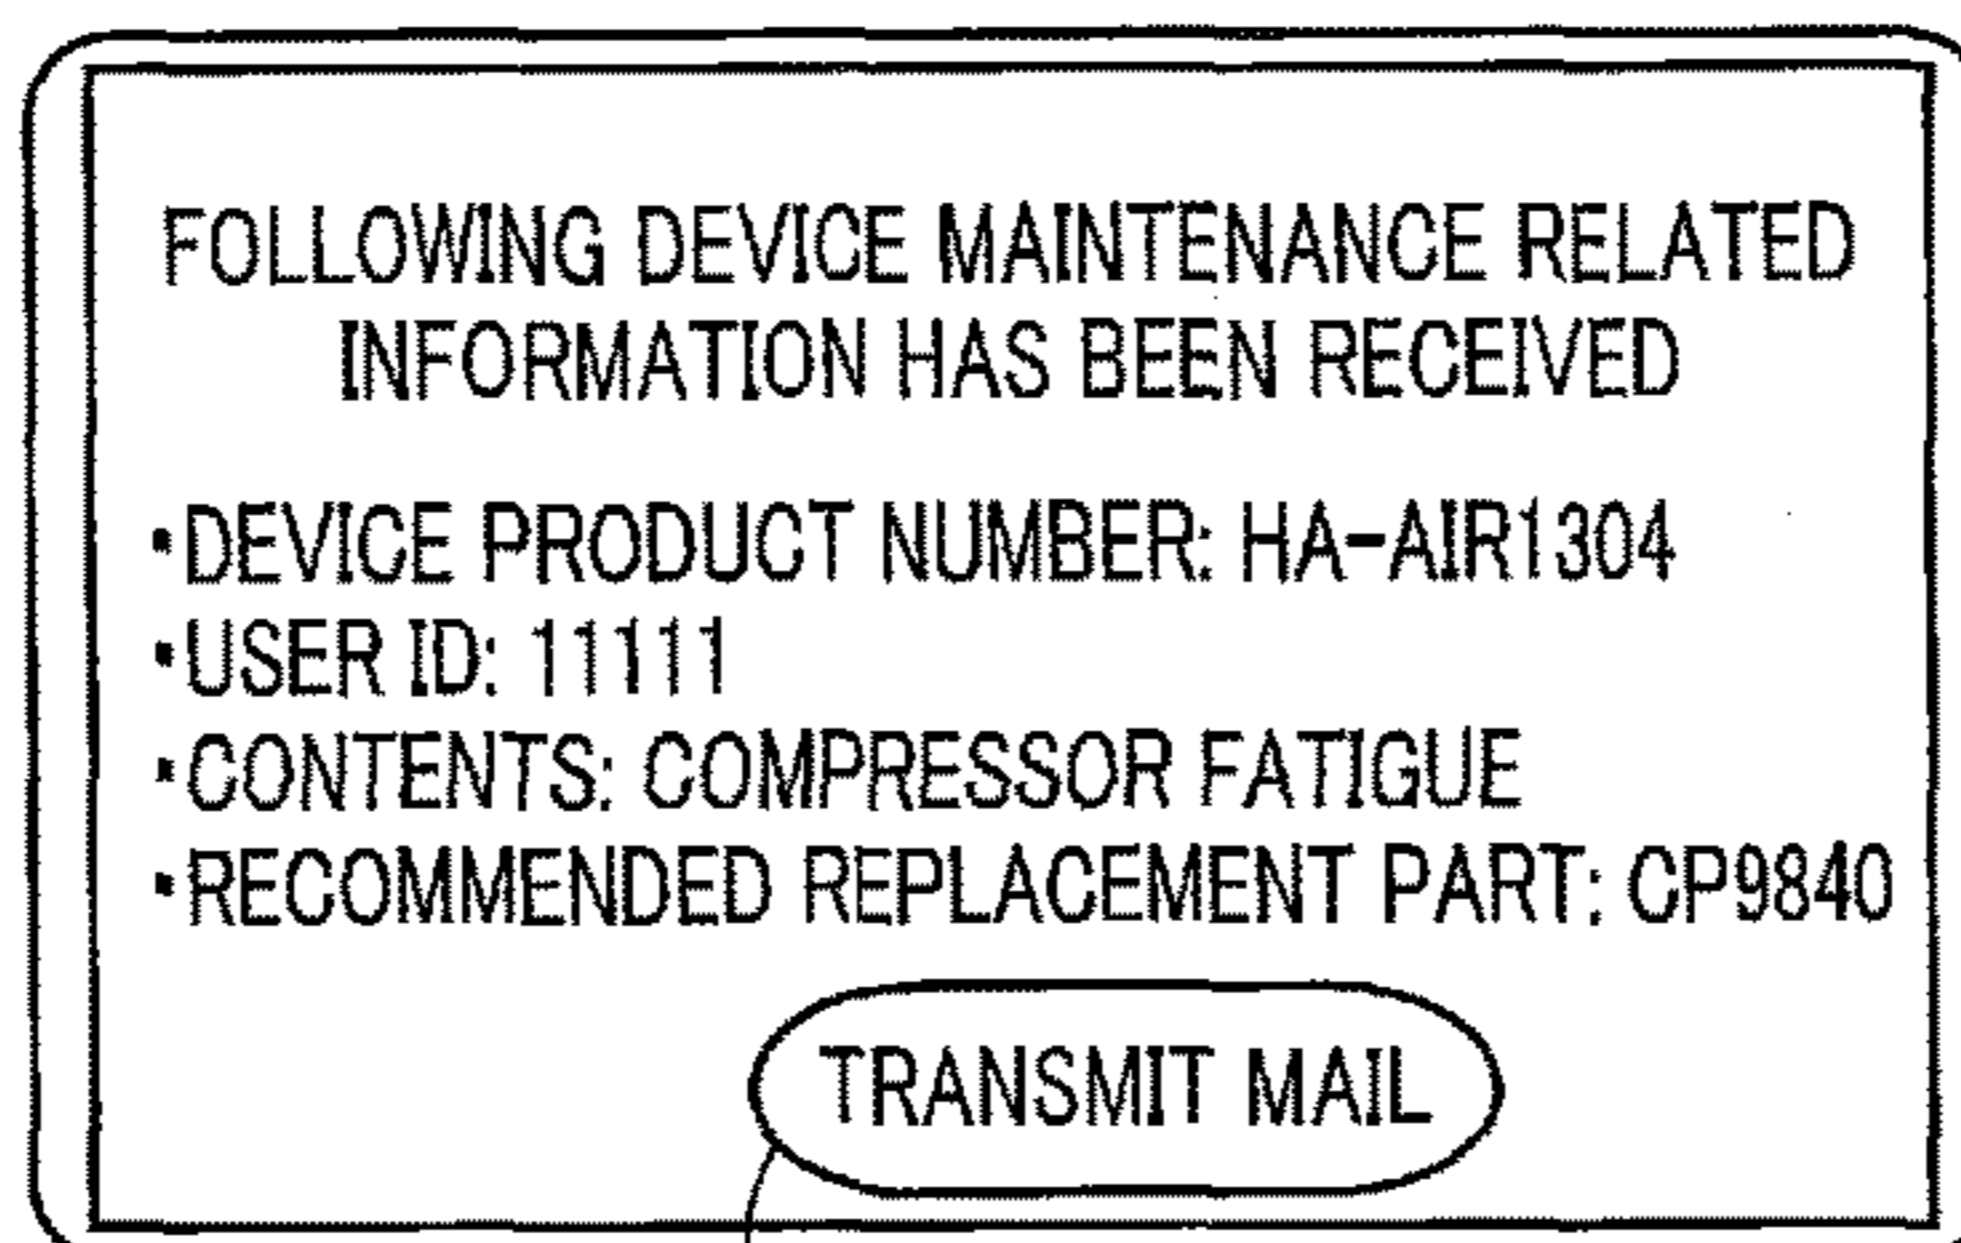 FOLLOWING DEVICE MAINTENANCE RELATED
INFORMATION HAS BEEN RECEIVED
・DEVICE PRODUCT NUMBER: HA-AIR1304
・USER ID: 11111
・CONTENTS: COMPRESSOR FATIGUE
・RECOMMENDED REPLACEMENT PART: CP9840
TRANSMIT MAIL